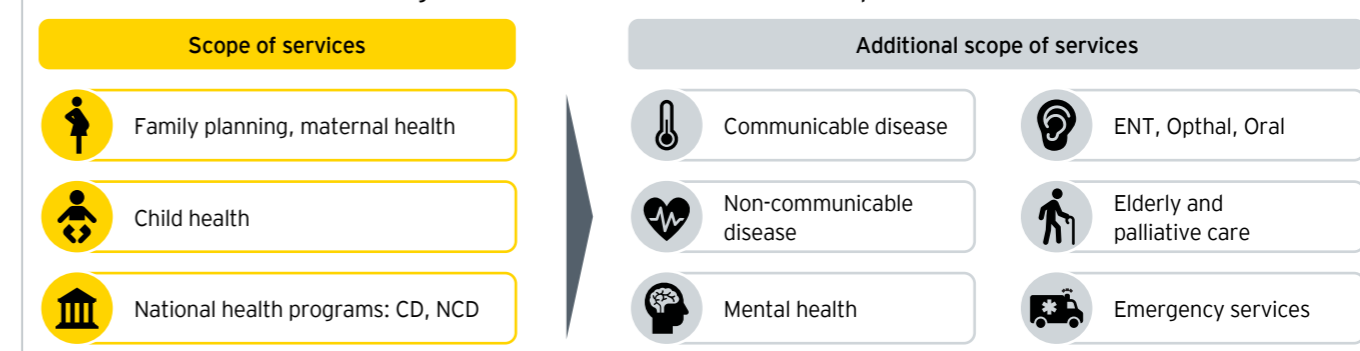 Scope of services
Family planning, maternal health
Child health
National health programs: CD, NCD
Additional scope of services
Communicable disease
Non-communicable
disease
Mental health
ENT, Opthal, Oral
Elderly and
palliative care
Emergency services